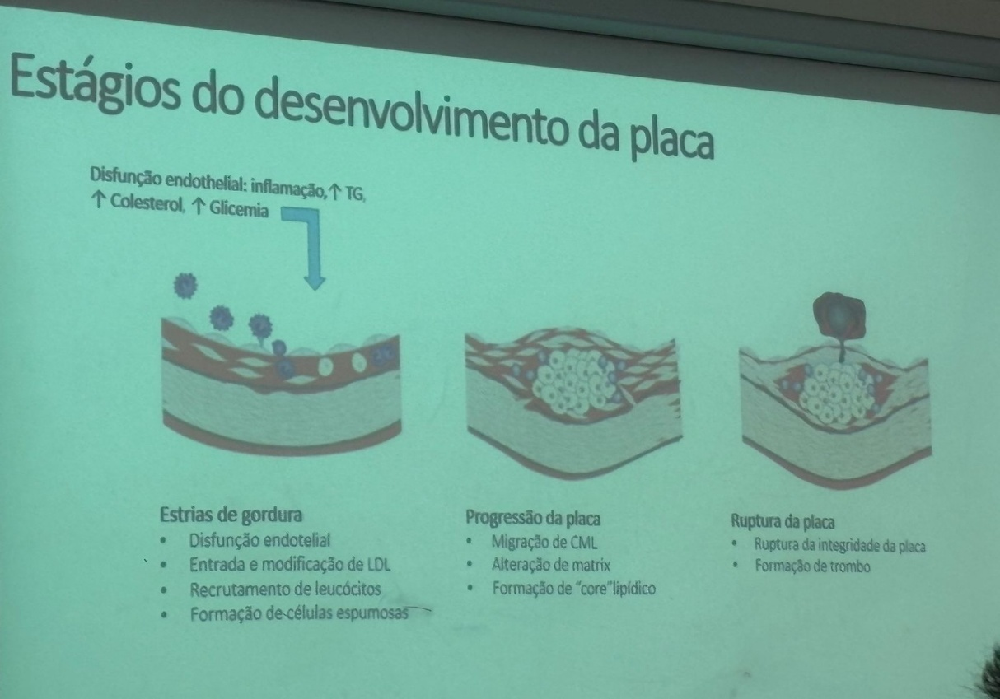 Estágios do desenvolvimento da placa
Disfunção endothelial: inflamação,↑ TG,
↑ Colesterol, ↑ Glicemia
Estrias de gordura
• Disfunção endotelial
• Entrada e modificação de LDL
• Recrutamento de leucócitos
• Formação de células espumosas
Progressão da placa
• Migração de CML
• Alteração de matrix
• Formação de "core"lipídico
Ruptura da placa
• Ruptura da integridade da placa
• Formação de trombo